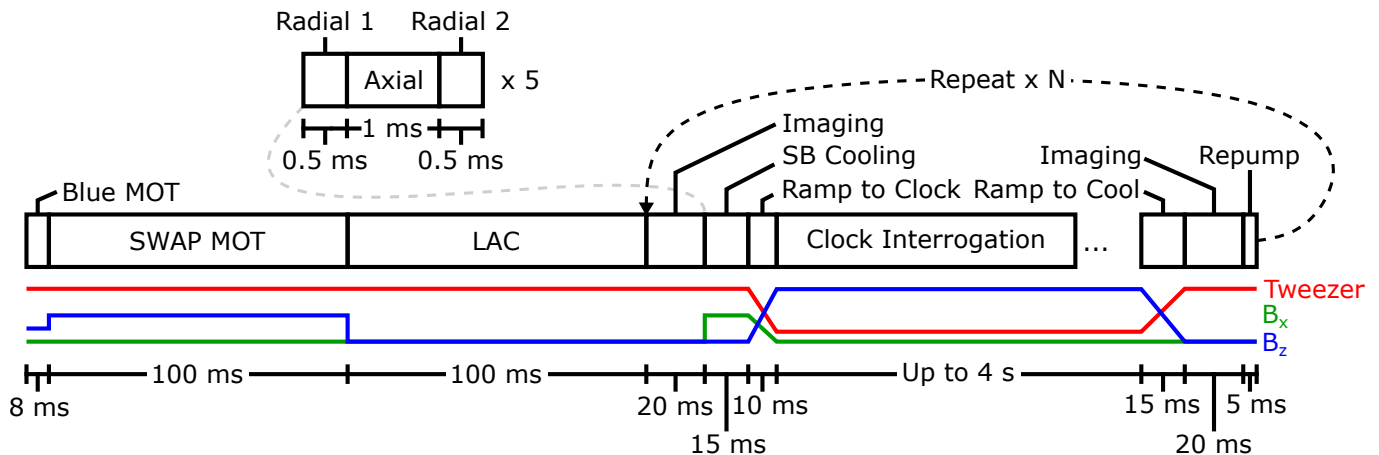 Radial 1 Radial 2
Axial x 5
1 ms
0.5 ms 0.5 ms
Repeat x N
Imaging
SB Cooling Imaging Repump
Blue MOT Ramp to Clock Ramp to Cool
SWAP MOT LAC Clock Interrogation ...
Tweezer
Bₓ
B_z
100 ms 100 ms Up to 4 s
8 ms 20 ms 10 ms 15 ms 5 ms
15 ms 20 ms